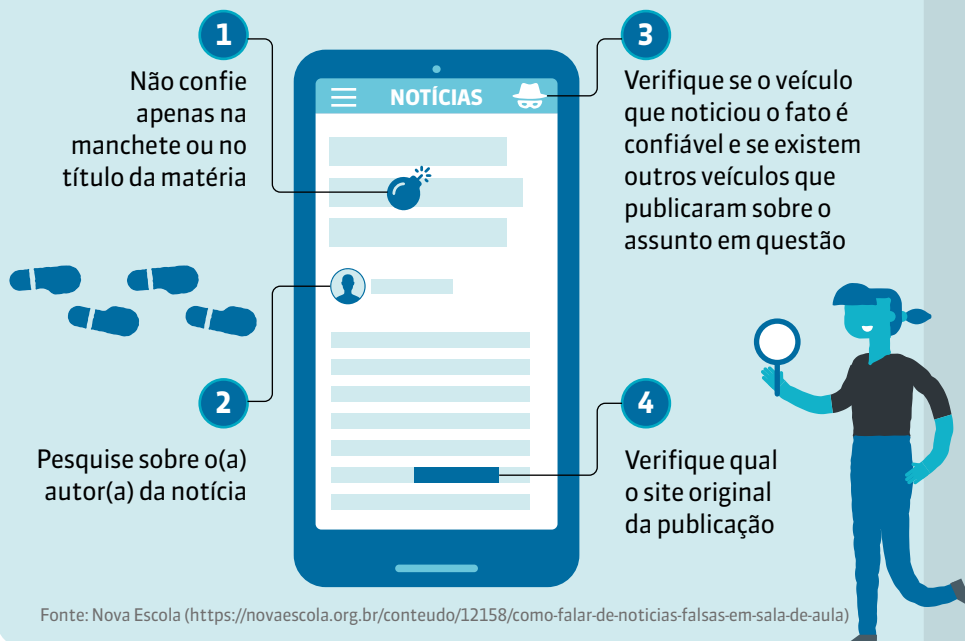 1
Não confie
apenas na
manchete ou no
título da matéria
2
Pesquise sobre o(a)
autor(a) da notícia
NOTÍCIAS
3
Verifique se o veículo
que noticiou o fato é
confiável e se existem
outros veículos que
publicaram sobre o
assunto em questão
4
Verifique qual
o site original
da publicação
Fonte: Nova Escola (https://novaescola.org.br/conteudo/12158/como-falar-de-noticias-falsas-em-sala-de-aula)